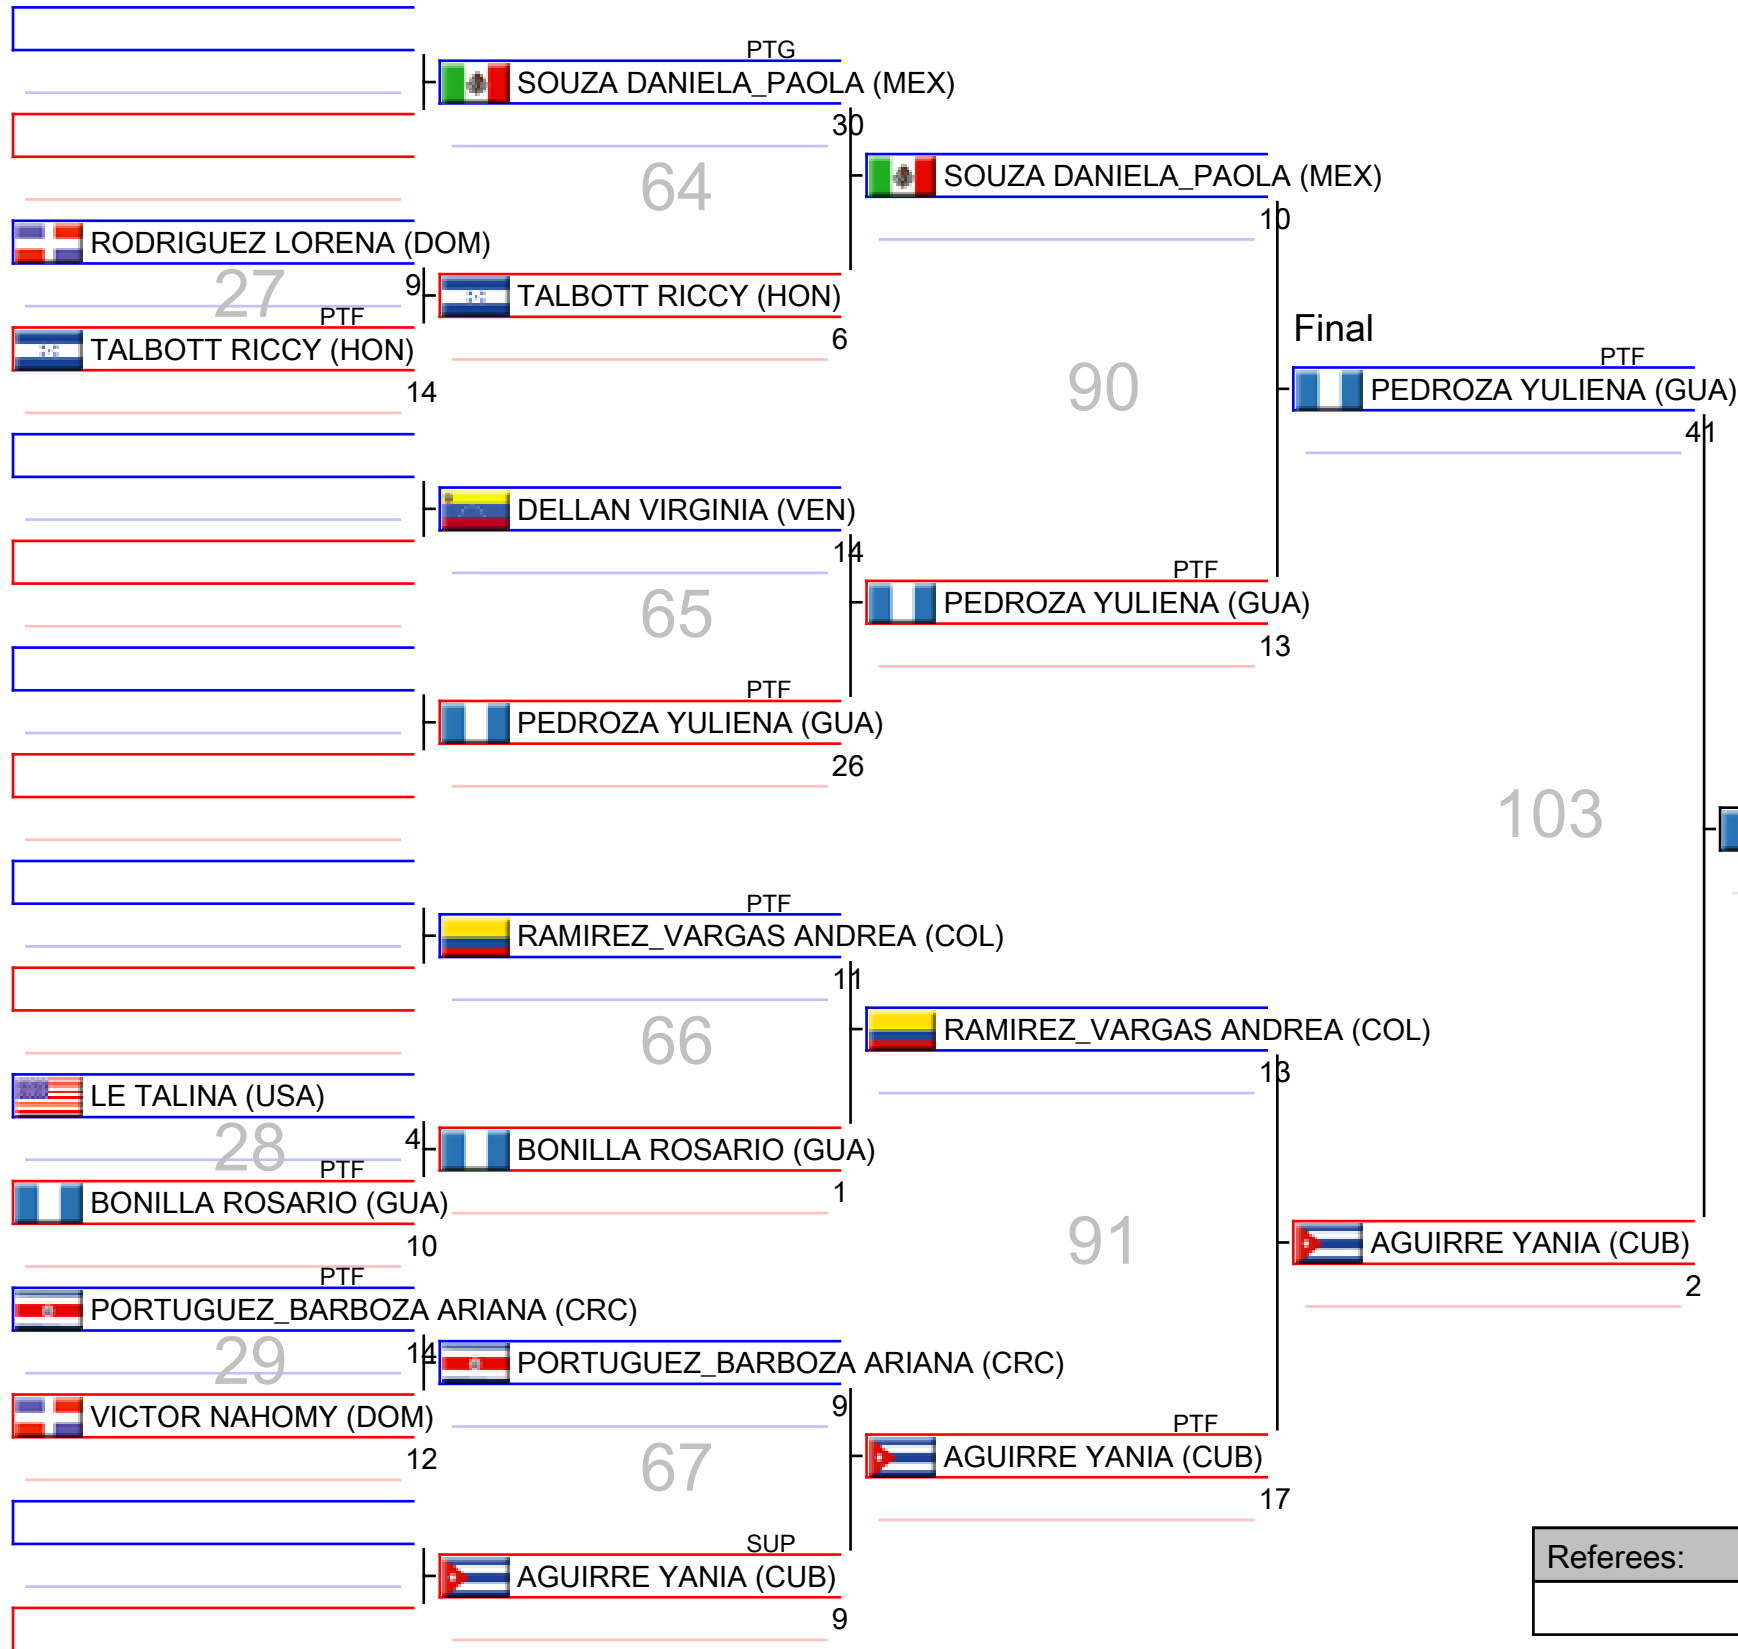 PTG
SOUZA DANIELA_PAOLA (MEX)
30
64
SOUZA DANIELA_PAOLA (MEX)
10
RODRIGUEZ LORENA (DOM)
27
9
TALBOTT RICCY (HON)
6
PTF
TALBOTT RICCY (HON)
14
90
Final
PTF
PEDROZA YULIENA (GUA)
41
DELLAN VIRGINIA (VEN)
14
65
PTF
PEDROZA YULIENA (GUA)
13
PTF
PEDROZA YULIENA (GUA)
26
103
PTF
RAMIREZ_VARGAS ANDREA (COL)
11
66
RAMIREZ_VARGAS ANDREA (COL)
13
LE TALINA (USA)
28
4
BONILLA ROSARIO (GUA)
1
PTF
BONILLA ROSARIO (GUA)
10
91
AGUIRRE YANIA (CUB)
2
PTF
PORTUGUEZ_BARBOZA ARIANA (CRC)
29
14
PORTUGUEZ_BARBOZA ARIANA (CRC)
9
VICTOR NAHOMY (DOM)
12
67
PTF
AGUIRRE YANIA (CUB)
17
SUP
AGUIRRE YANIA (CUB)
9
Referees: